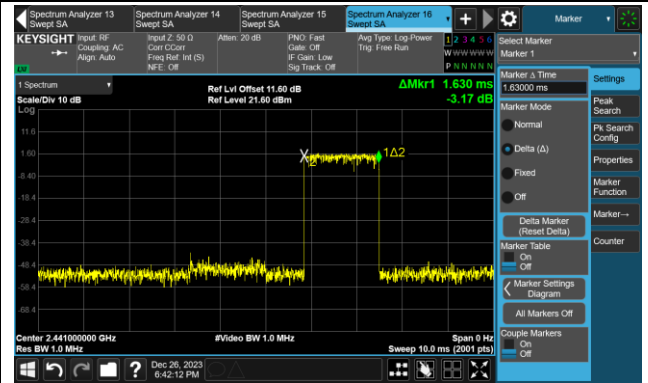 Spectrum Analyzer 13
Swept SA
Spectrum Analyzer 14
Swept SA
Spectrum Analyzer 15
Swept SA
Spectrum Analyzer 16
Swept SA
+
Marker
KEYSIGHT
Input: RF
Coupling: AC
Align: Auto
Input Z: 50 Ω
Corr CCorr
Freq Ref: Int (S)
NFE: Off
Atten: 20 dB
PNO: Fast
Gate: Off
IF Gain: Low
Sig Track: Off
Avg Type: Log-Power
Trig: Free Run
1 2 3 4 5 6
W W W W W W
P N N N N N
Select Marker
Marker 1
1 Spectrum
Scale/Div 10 dB
Log
Ref Lvl Offset 11.60 dB
Ref Level 21.60 dBm
ΔMkr1 1.630 ms
-3.17 dB
11.6
1.60
-8.40
-18.4
-28.4
-38.4
-48.4
-58.4
-68.4
X
2
1Δ2
Center 2.441000000 GHz
Res BW 1.0 MHz
#Video BW 1.0 MHz
Span 0 Hz
Sweep 10.0 ms (2001 pts)
Marker Δ Time
1.63000 ms
Marker Mode
Normal
Delta (Δ)
Fixed
Off
Delta Marker
(Reset Delta)
Marker Table
On
Off
Marker Settings
Diagram
All Markers Off
Couple Markers
On
Off
Settings
Peak
Search
Pk Search
Config
Properties
Marker
Function
Marker→
Counter
?
Dec 26, 2023
6:42:12 PM